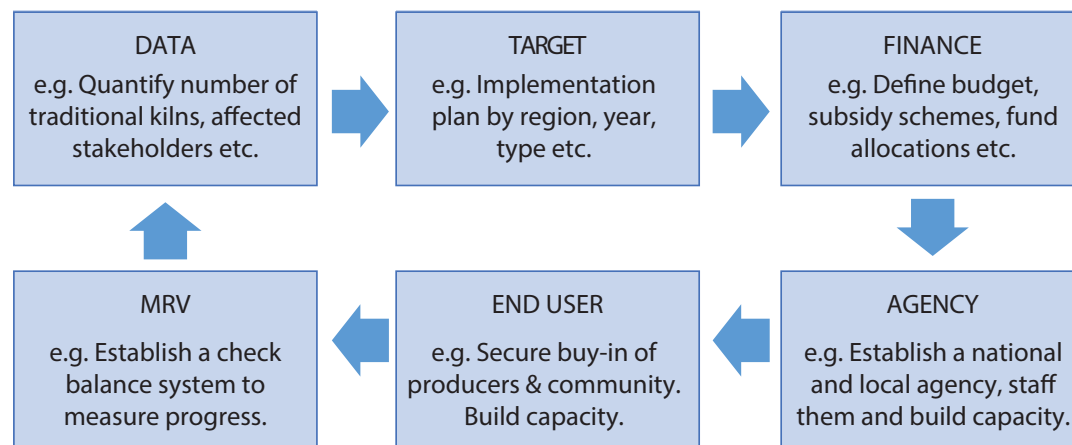 DATA
e.g. Quantify number of
traditional kilns, affected
stakeholders etc.
TARGET
e.g. Implementation
plan by region, year,
type etc.
FINANCE
e.g. Define budget,
subsidy schemes, fund
allocations etc.
AGENCY
e.g. Establish a national
and local agency, staff
them and build capacity.
END USER
e.g. Secure buy-in of
producers & community.
Build capacity.
MRV
e.g. Establish a check
balance system to
measure progress.